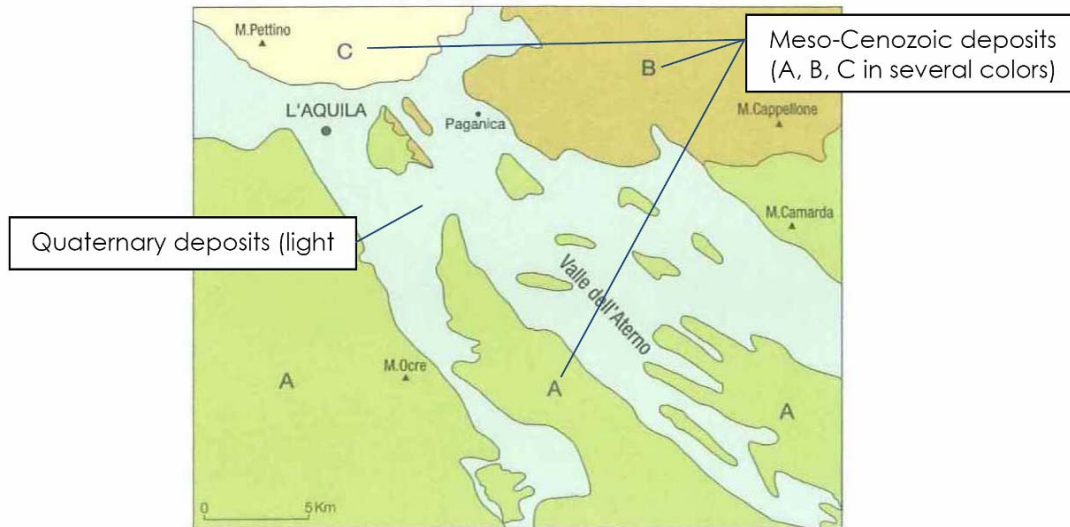 M.Pettino
C
B
Meso-Cenozoic deposits
(A, B, C in several colors)
L'AQUILA
Paganica
M.Cappellone
Quaternary deposits (light
M.Camarda
Valle dell'Aterno
A
M.Ocre
A
A
0 5Km